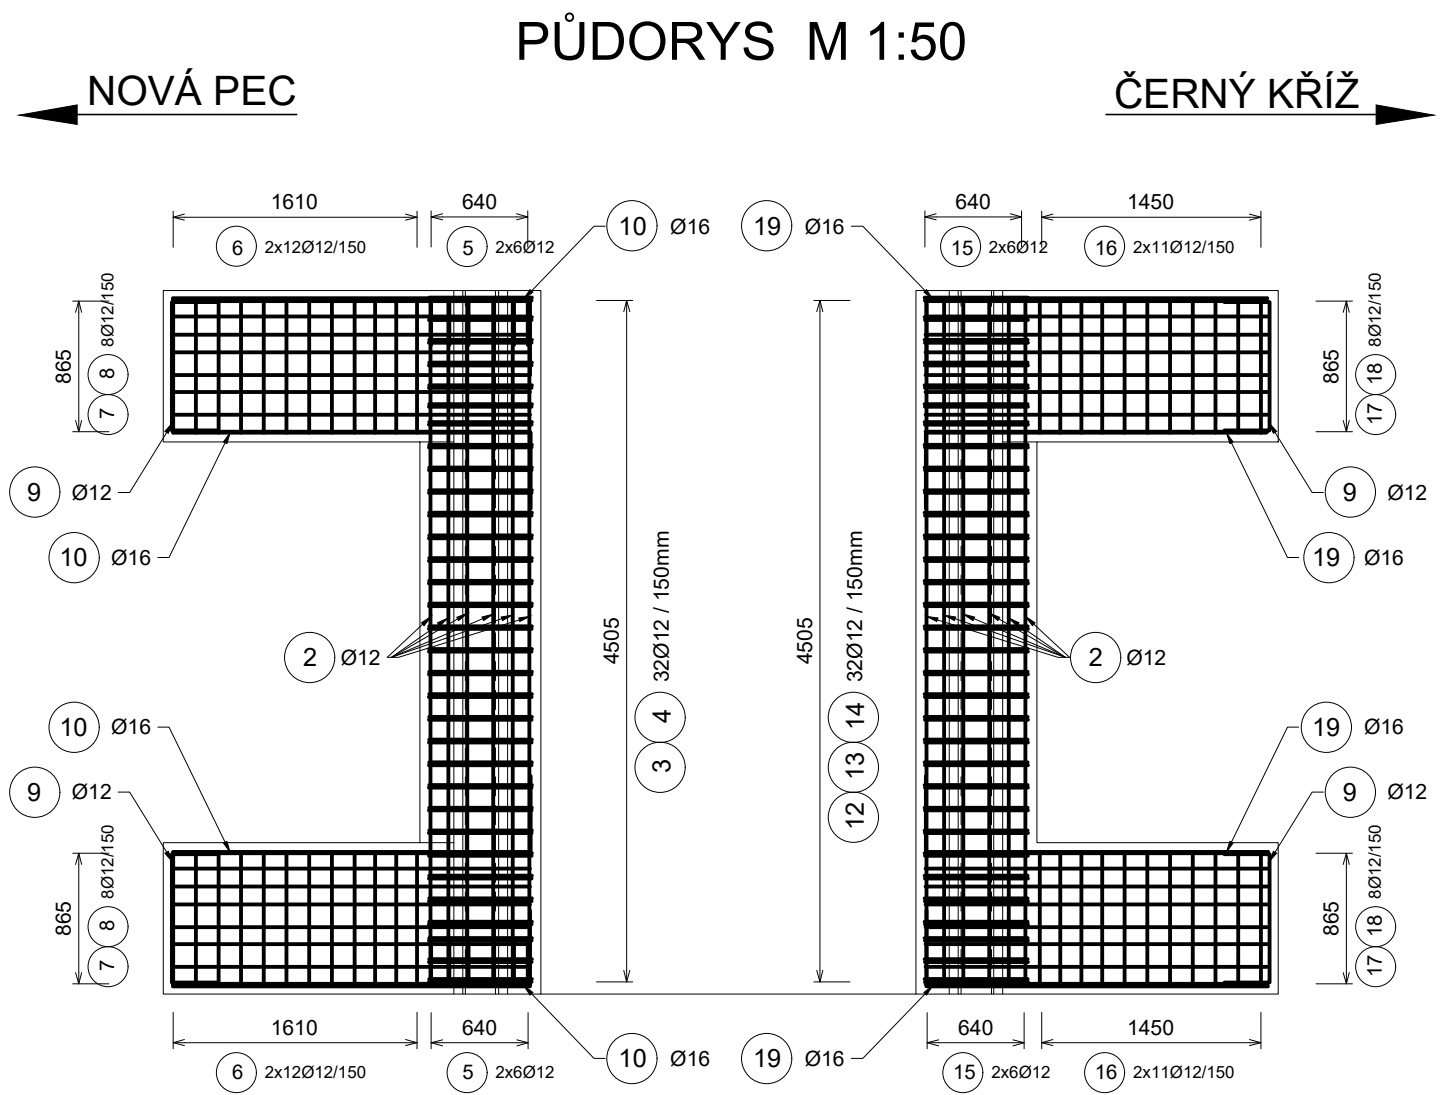 PŮDORYS M 1:50
NOVÁ PEC
ČERNÝ KŘÍŽ
1610
640
640
1450
10 Ø16
19 Ø16
6 2x12Ø12/150
5 2x6Ø12
15 2x6Ø12
16 2x11Ø12/150
865
7 8 8Ø12/150
865
17 18 8Ø12/150
9 Ø12
9 Ø12
10 Ø16
19 Ø16
4505
3 4 32Ø12 / 150mm
4505
12 13 14 32Ø12 / 150mm
2 Ø12
2 Ø12
10 Ø16
19 Ø16
9 Ø12
9 Ø12
865
7 8 8Ø12/150
865
17 18 8Ø12/150
1610
640
640
1450
10 Ø16
19 Ø16
6 2x12Ø12/150
5 2x6Ø12
15 2x6Ø12
16 2x11Ø12/150